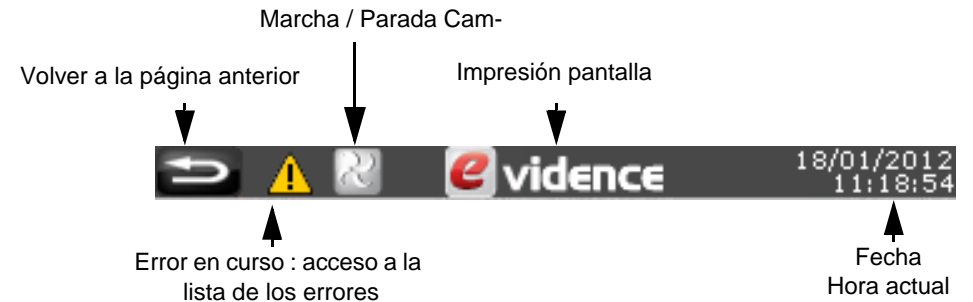 Marcha / Parada Cam-
Volver a la página anterior
Impresión pantalla
e vidence
18/01/2012
11:18:54
Error en curso : acceso a la
lista de los errores
Fecha
Hora actual